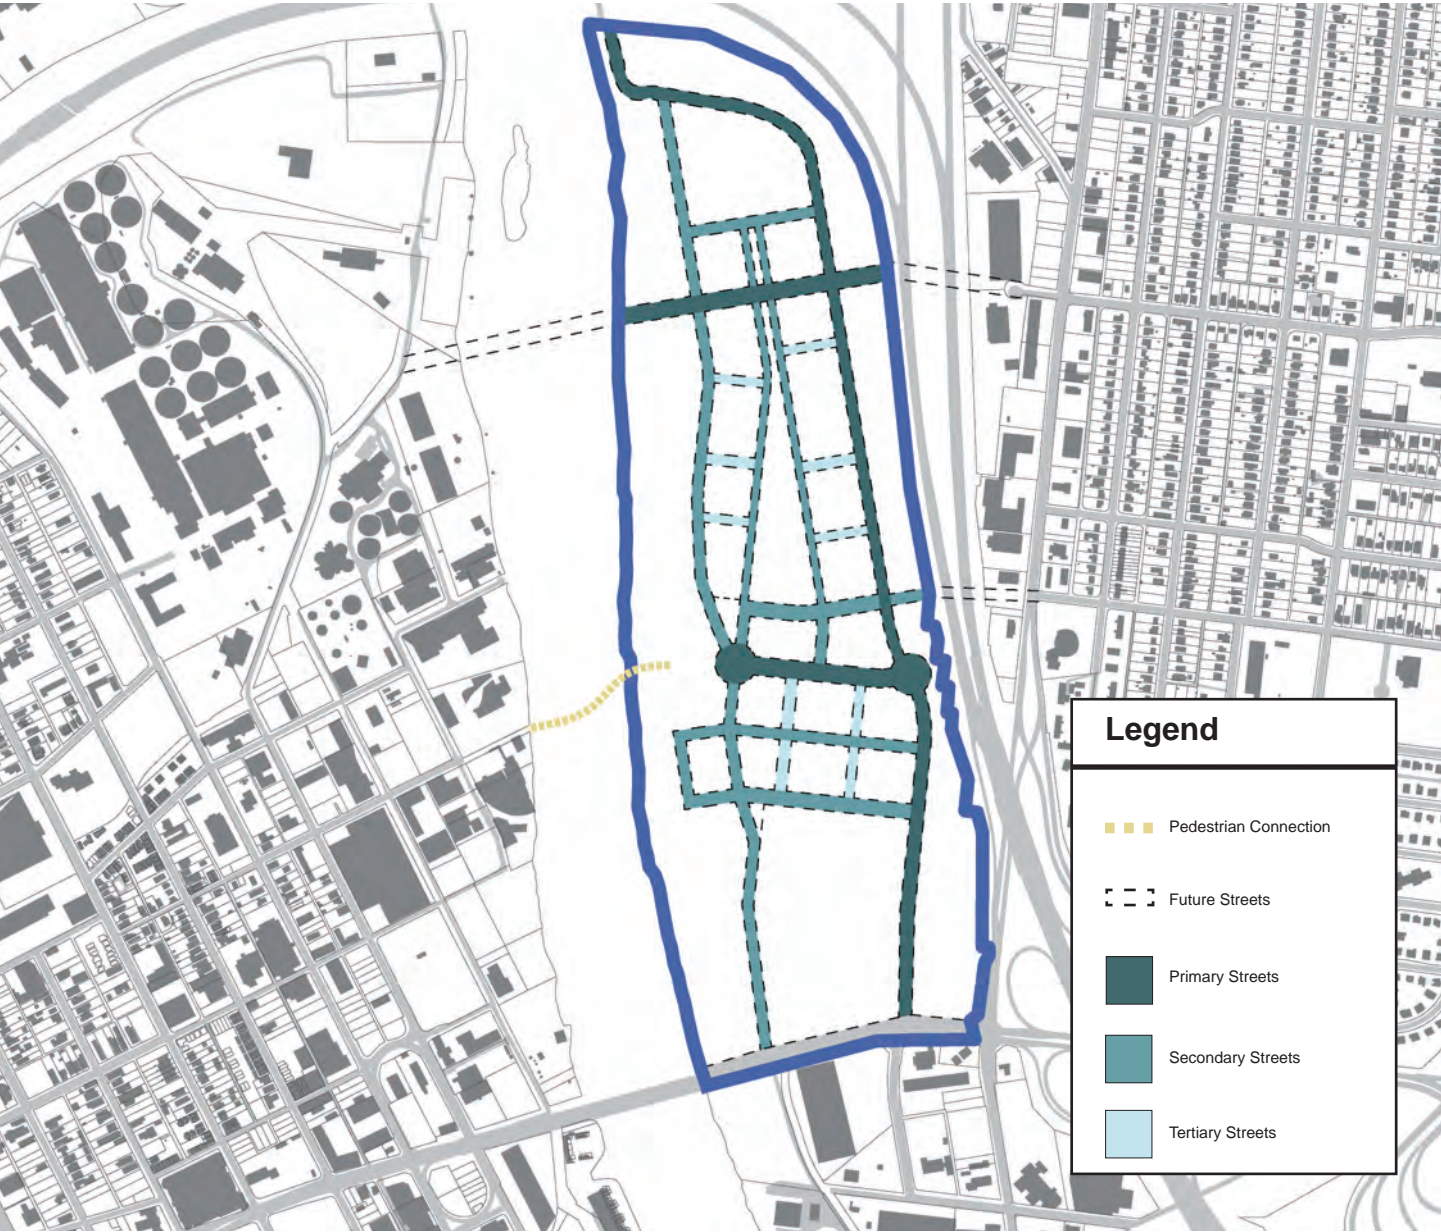 Legend
Pedestrian Connection
Future Streets
Primary Streets
Secondary Streets
Tertiary Streets